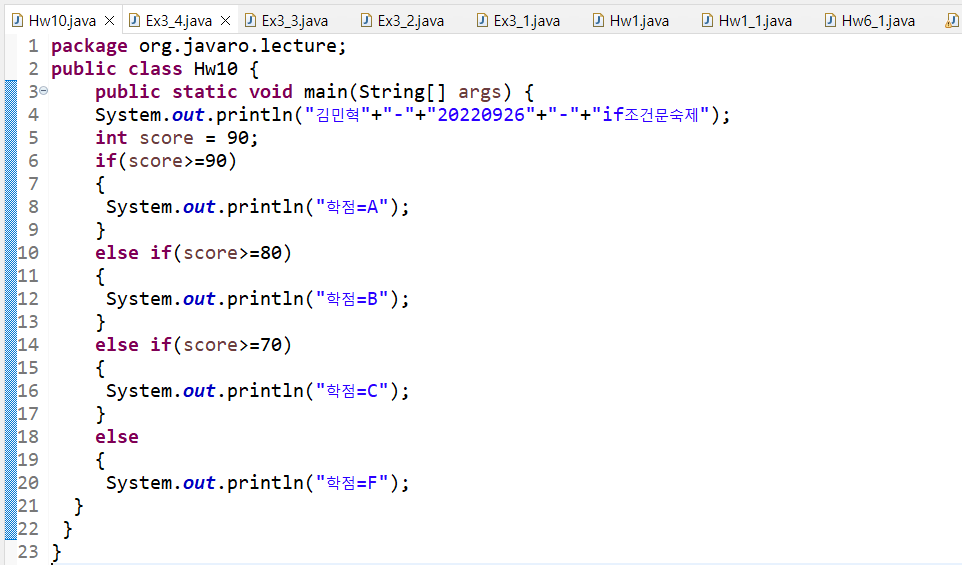 Hw10.java Ex3_4.java Ex3_3.java Ex3_2.java Ex3_1.java Hw1.java Hw1_1.java Hw6_1.java
1 package org.javaro.lecture;
2 public class Hw10 {
3 public static void main(String[] args) {
4 System.out.println("김민혁"+"-"+"20220926"+"-"+"if조건문숙제");
5 int score = 90;
6 if(score>=90)
7 {
8 System.out.println("학점=A");
9 }
10 else if(score>=80)
11 {
12 System.out.println("학점=B");
13 }
14 else if(score>=70)
15 {
16 System.out.println("학점=C");
17 }
18 else
19 {
20 System.out.println("학점=F");
21 }
22 }
23 }